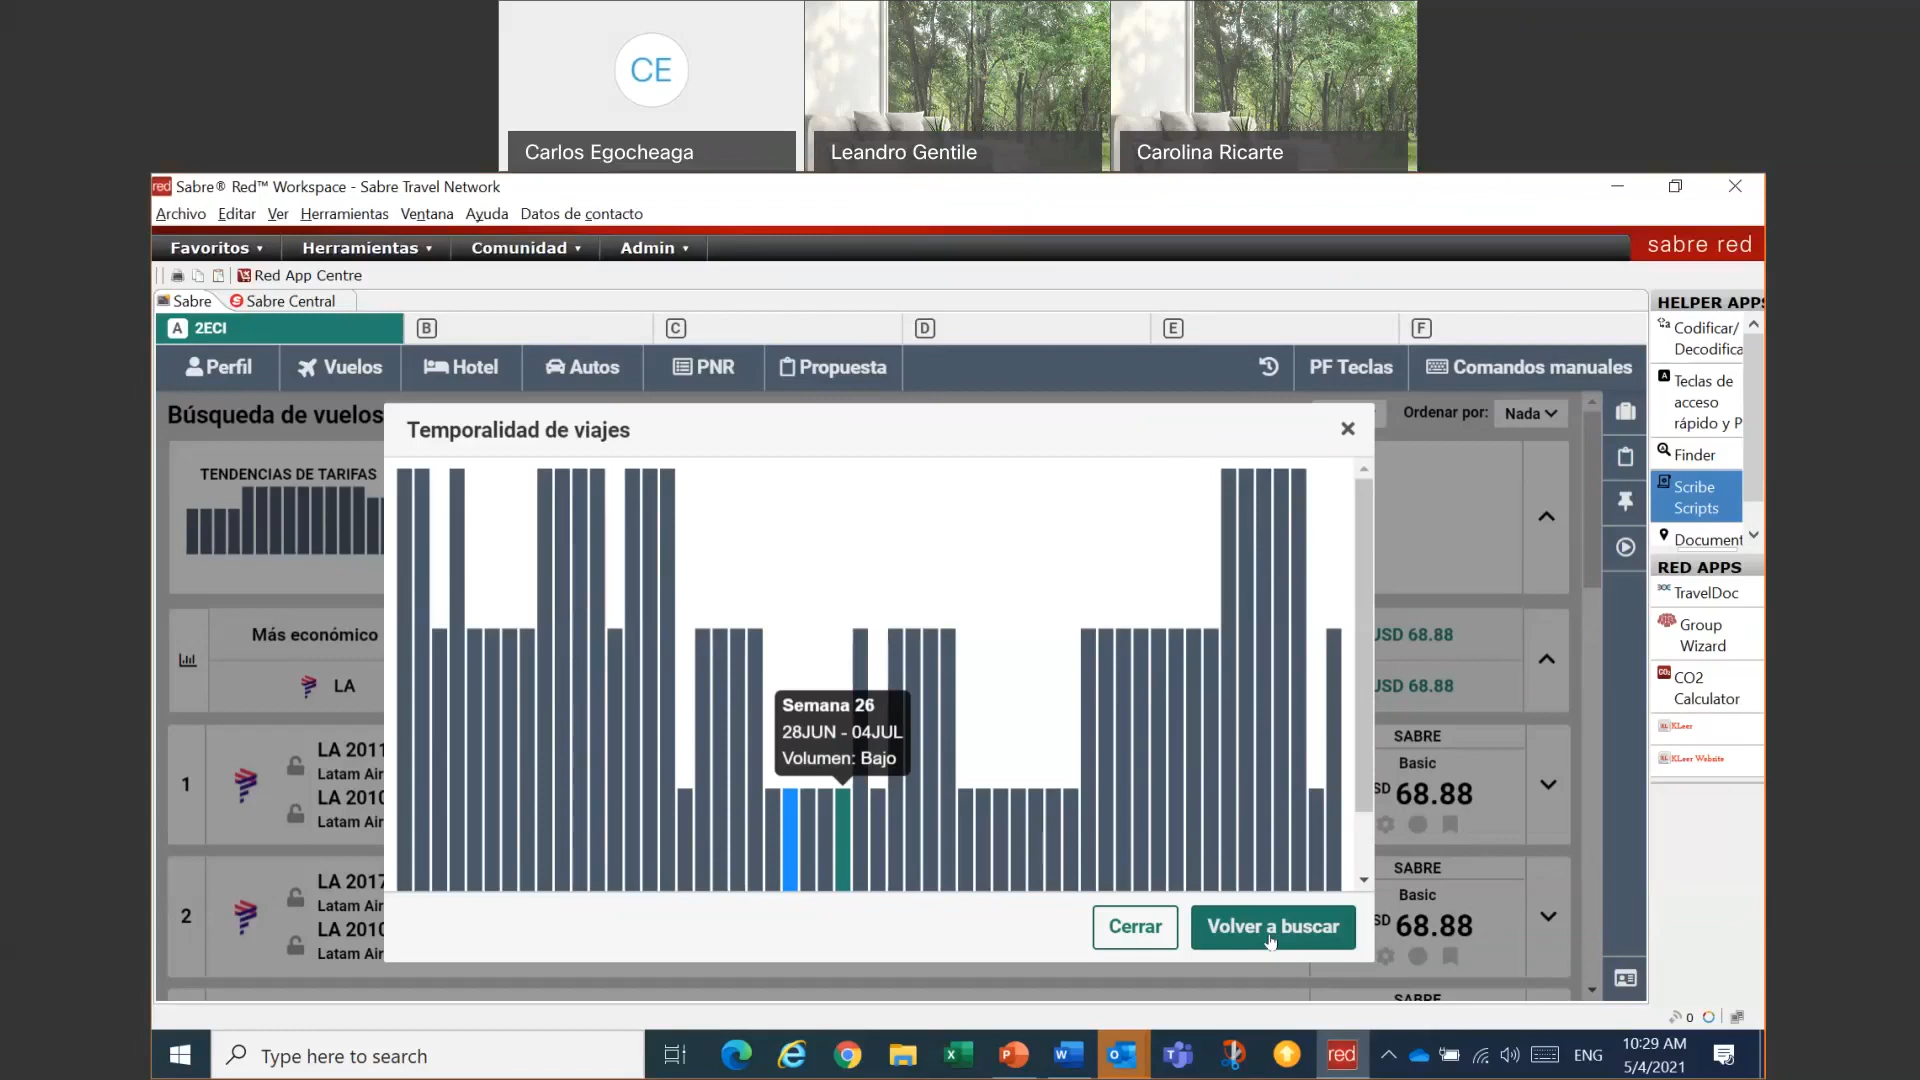 CE
Carlos Egocheaga
Leandro Gentile
Carolina Ricarte
red Sabre® Red™ Workspace - Sabre Travel Network
Archivo Editar Ver Herramientas Ventana Ayuda Datos de contacto
Favoritos Herramientas Comunidad Admin
sabre red
Red App Centre
Sabre Sabre Central
A 2ECI B C D E F
Perfil Vuelos Hotel Autos PNR Propuesta PF Teclas Comandos manuales
Búsqueda de vuelos
Ordenar por: Nada
Temporalidad de viajes
TENDENCIAS DE TARIFAS
Semana 26
28JUN - 04JUL
Volumen: Bajo
Más económico
USD 68.88
LA
USD 68.88
1
LA 2011
Latam Air
LA 2010
Latam Air
SABRE
Basic
SD 68.88
2
LA 2017
Latam Air
LA 2010
Latam Air
SABRE
Basic
SD 68.88
SABRE
Cerrar
Volver a buscar
HELPER APPS
Codificar/
Decodifica
Teclas de
acceso
rápido y P
Finder
Scribe
Scripts
Document
RED APPS
TravelDoc
Group
Wizard
CO2
Calculator
KLeer
KLeer Website
0
Type here to search
red
ENG
10:29 AM
5/4/2021